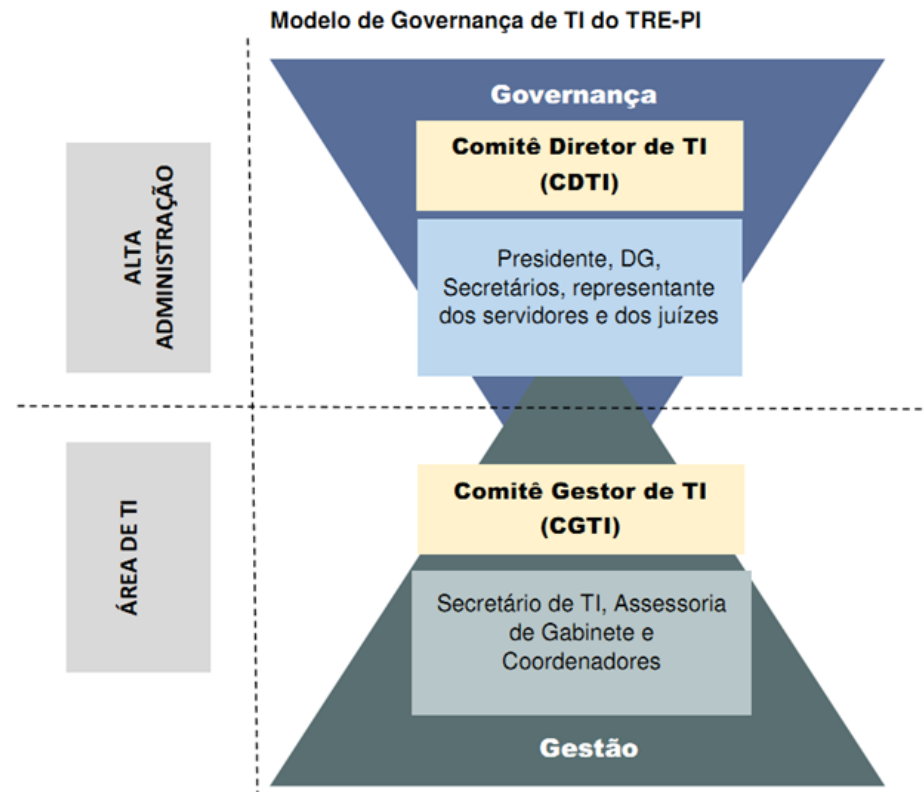 Modelo de Governança de TI do TRE-PI
Governança
Comitê Diretor de TI
(CDTI)
ALTA
ADMINISTRAÇÃO
Presidente, DG,
Secretários, representante
dos servidores e dos juízes
Comitê Gestor de TI
(CGTI)
ÁREA DE TI
Secretário de TI, Assessoria
de Gabinete e
Coordenadores
Gestão